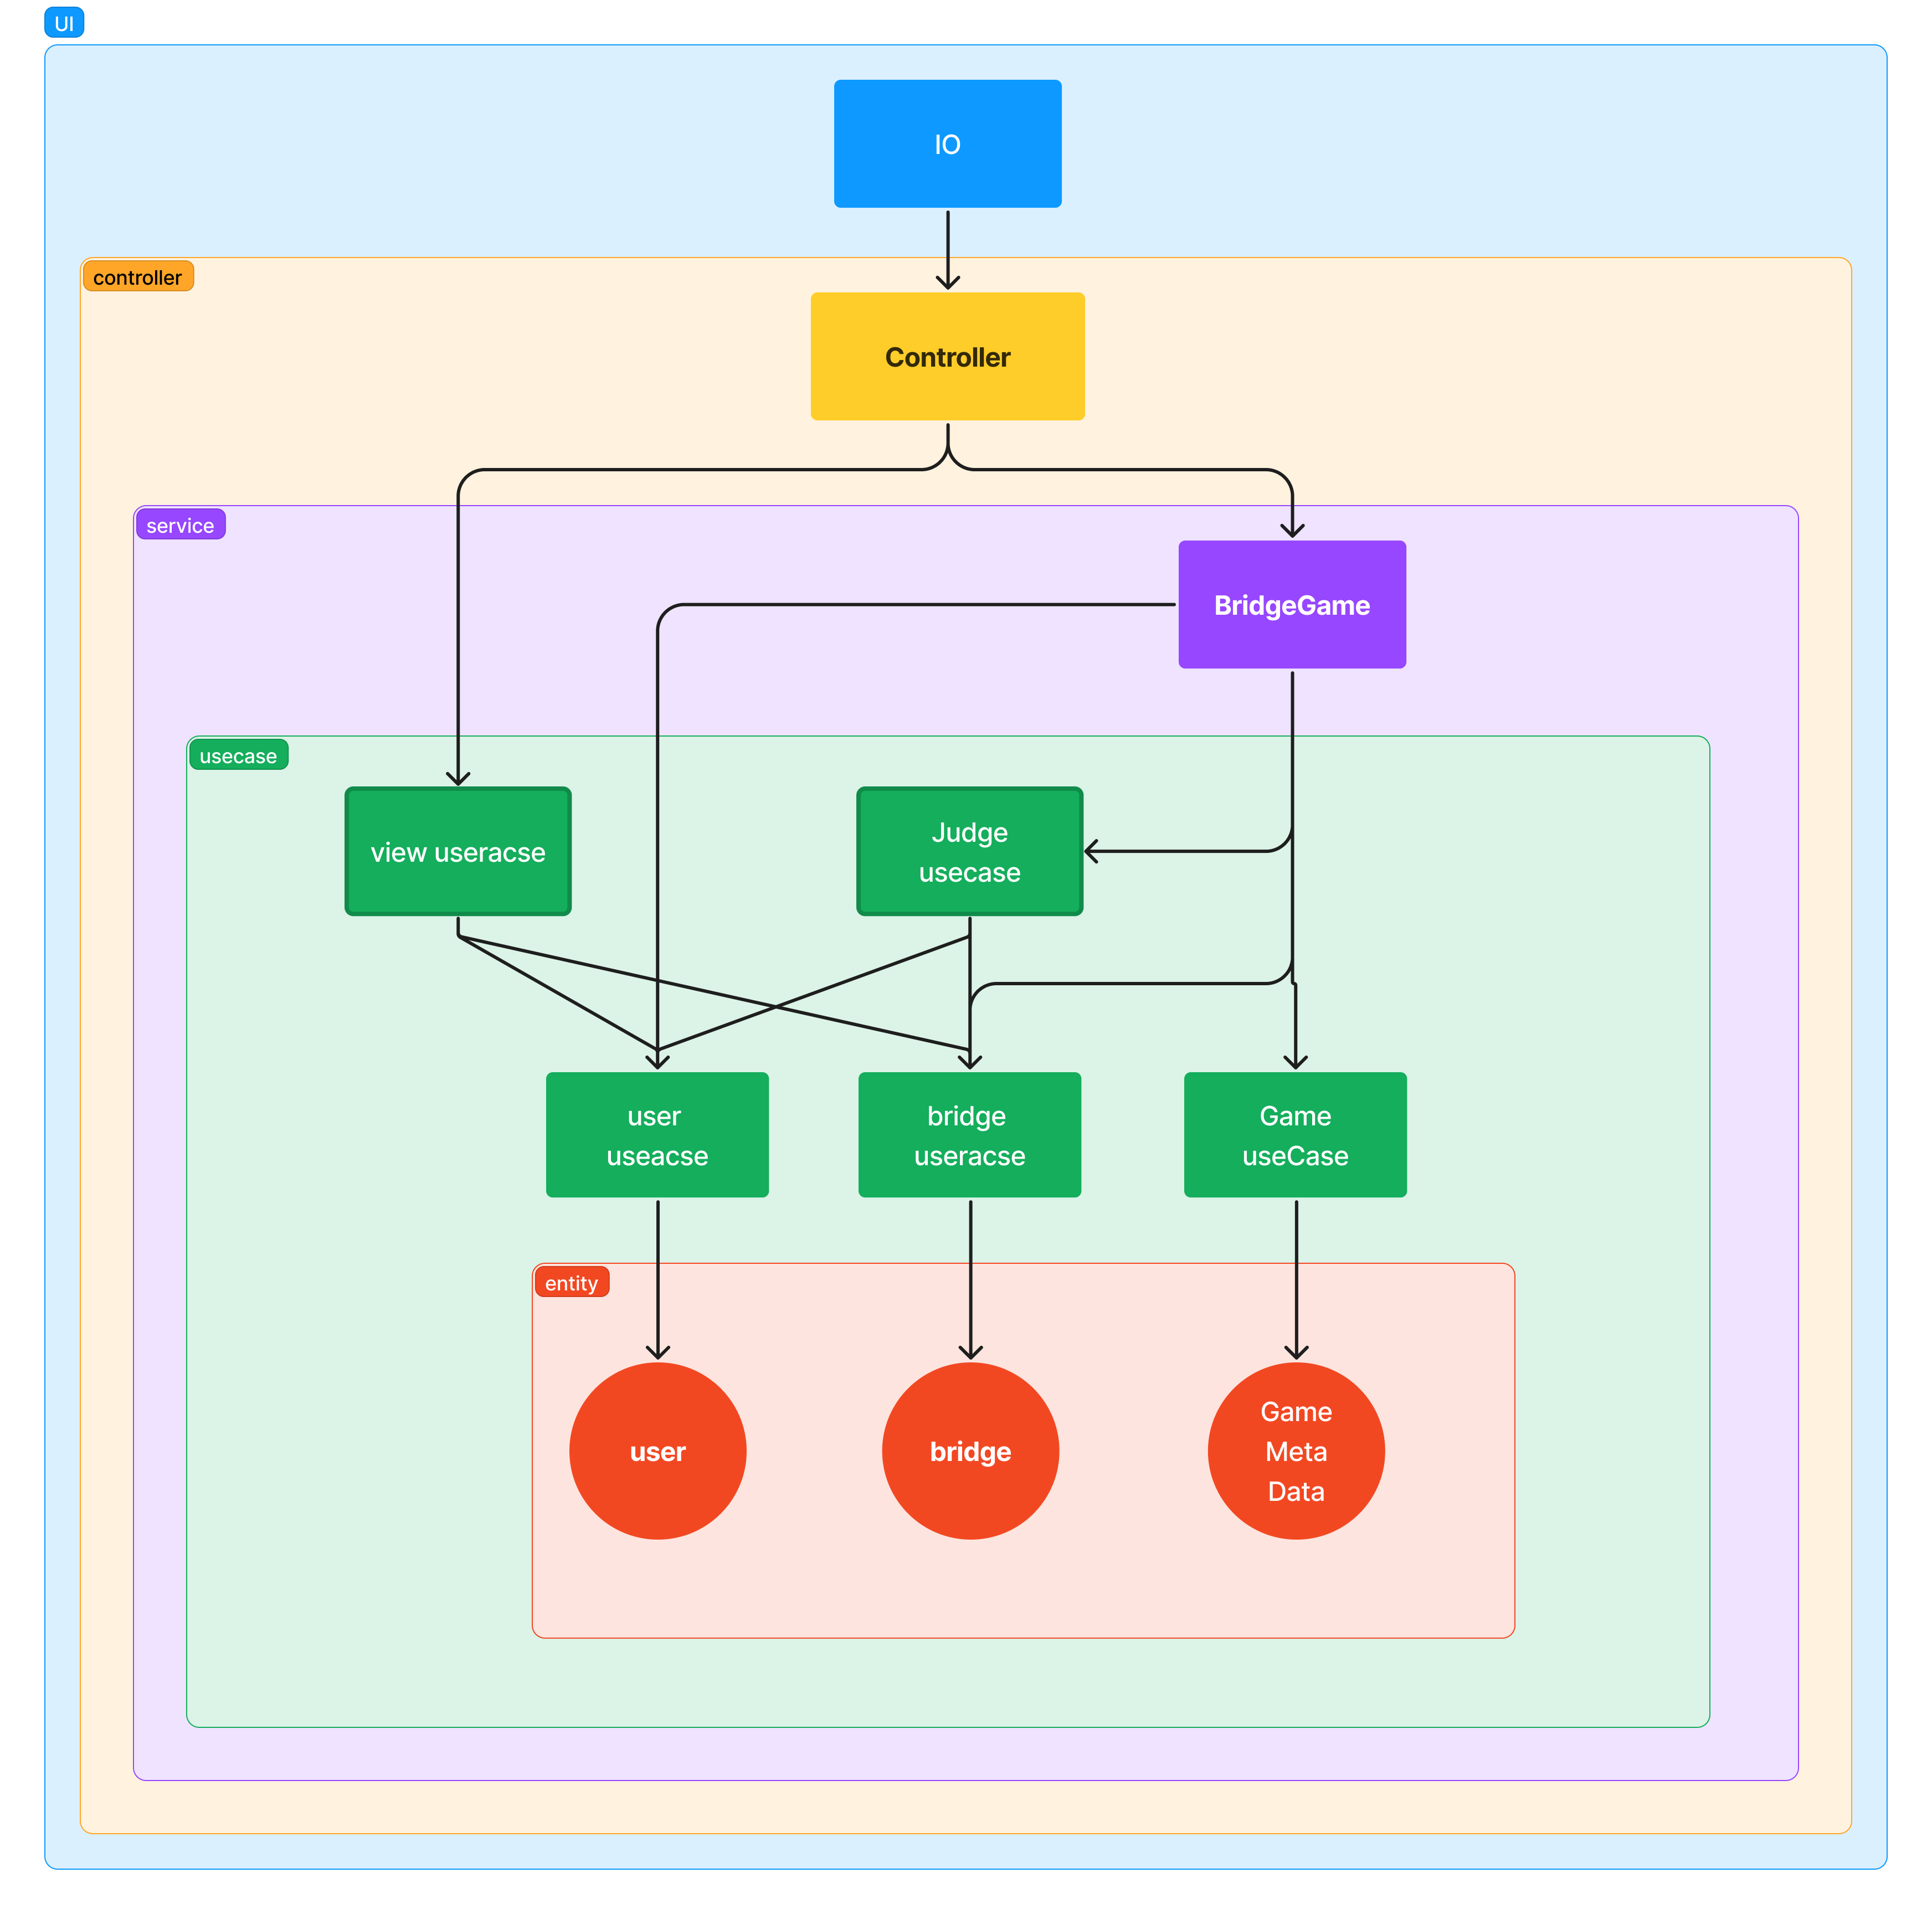 UI
IO
controller
Controller
service
BridgeGame
usecase
view useracse
Judge
usecase
user
useacse
bridge
useracse
Game
useCase
entity
user
bridge
Game
Meta
Data